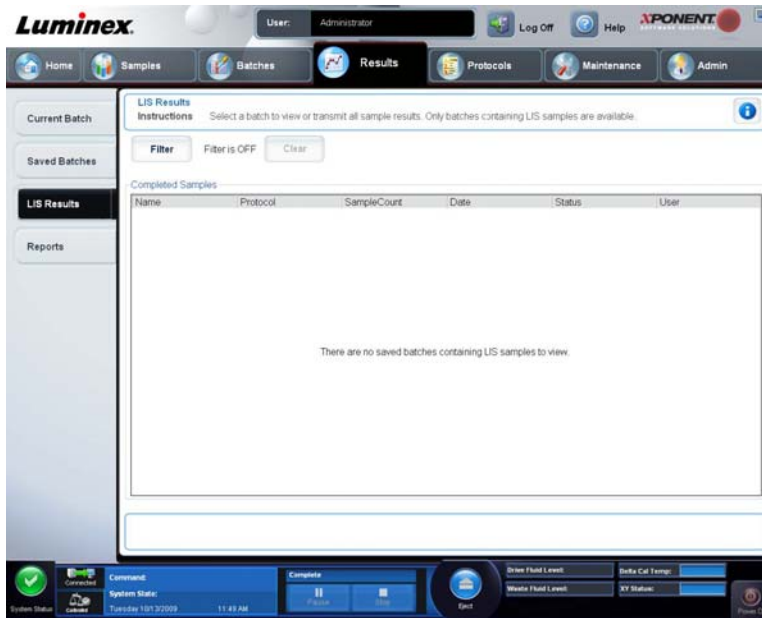 Luminex.
User: Administrator
Log Off
Help
XPONENT
SOFTWARE SOLUTIONS
Home
Samples
Batches
Results
Protocols
Maintenance
Admin
Current Batch
Saved Batches
LIS Results
Reports
LIS Results
Instructions Select a batch to view or transmit all sample results. Only batches containing LIS samples are available.
Filter Filter is OFF Clear
Completed Samples
Name Protocol SampleCount Date Status User
There are no saved batches containing LIS samples to view.
System Status
Connected
Calibrated
Command:
System State:
Tuesday 10/13/2009 11:49 AM
Complete
Pause
Stop
Eject
Drive Fluid Level:
Waste Fluid Level:
Delta Cal Temp:
XY Status:
Power